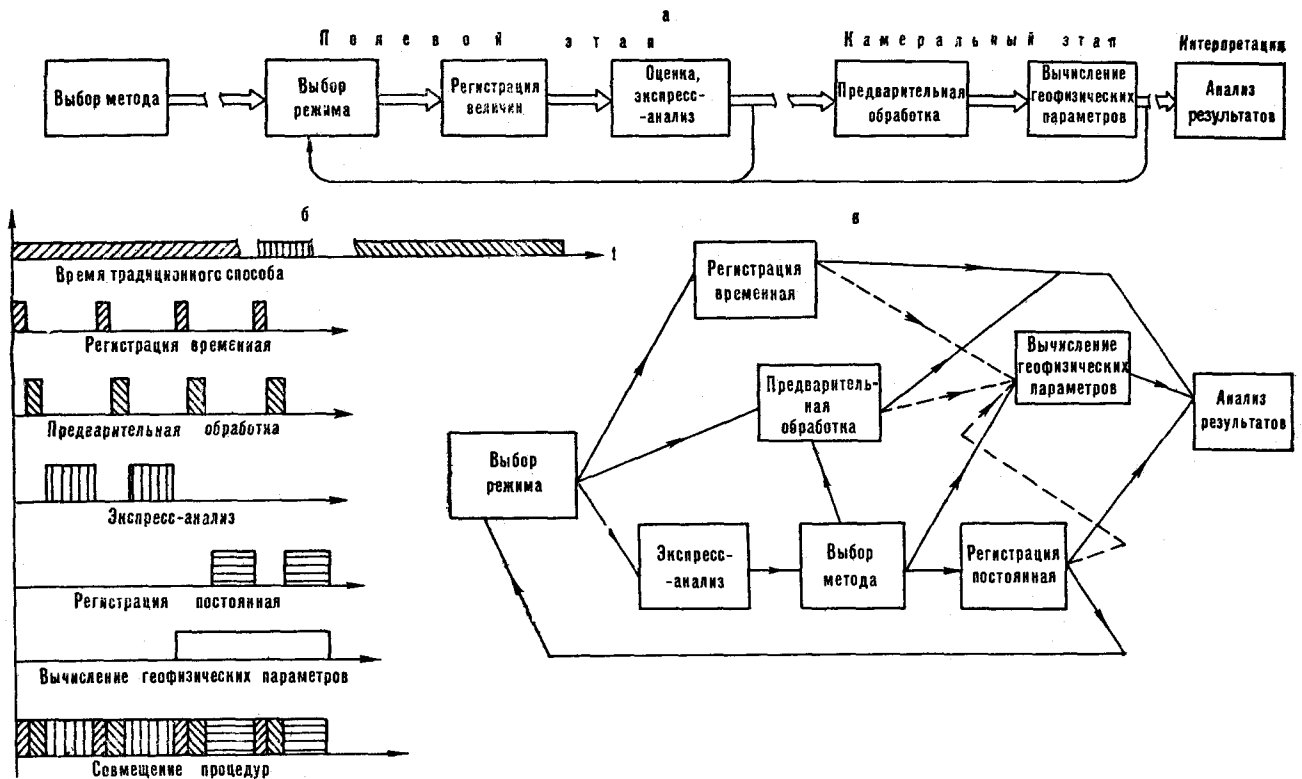 а
Полевой этап
Камеральный этап
Интерпретация
Выбор метода
Выбор
режима
Регистрация
величин
Оценка,
экспресс-
-анализ
Предварительная
обработка
Вычисление
геофизических
параметров
Анализ
результатов
б
t
Время традиционного способа
Регистрация временная
Предварительная обработка
Экспресс-анализ
Регистрация постоянная
Вычисление геофизических параметров
Совмещение процедур
в
Регистрация
временная
Вычисление
геофизических
параметров
Предваритель-
ная
обработка
Анализ
результатов
Выбор
режима
Экспресс-
-анализ
Выбор
метода
Регистрация
постоянная